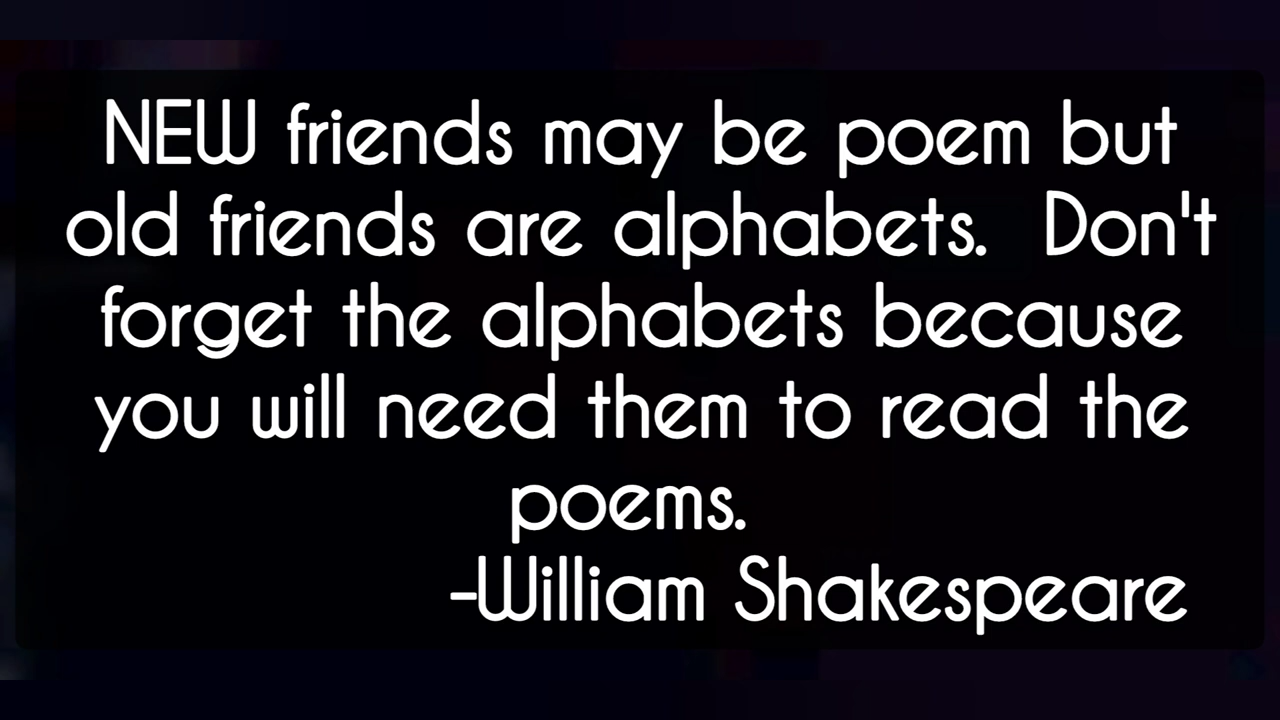 NEW friends may be poem but
old friends are alphabets. Don't
forget the alphabets because
you will need them to read the
poems.
-William Shakespeare